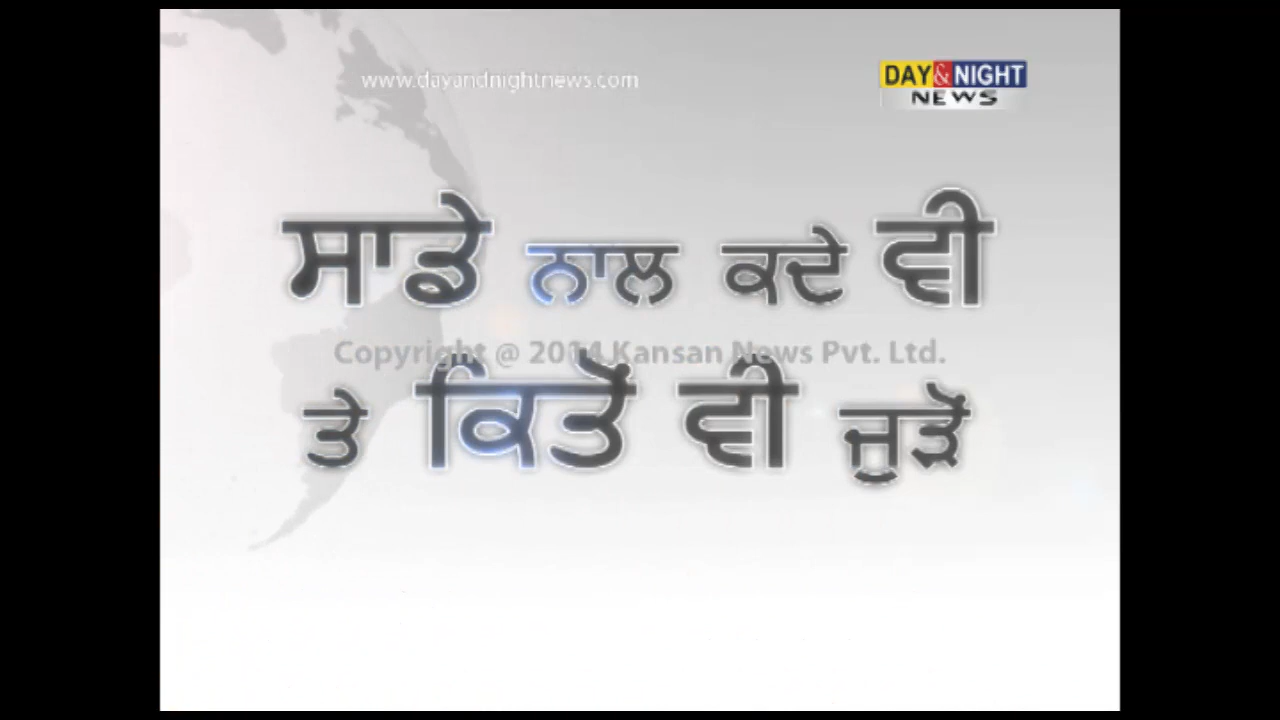 www.dayandnightnews.com
DAY&NIGHT
NEWS
ਸਾਡੇ ਨਾਲ ਕਦੇ ਵੀ
Copyright @ 2014 Kansan News Pvt. Ltd.
ਤੇ ਕਿਤੋਂ ਵੀ ਜੁੜੋਂ